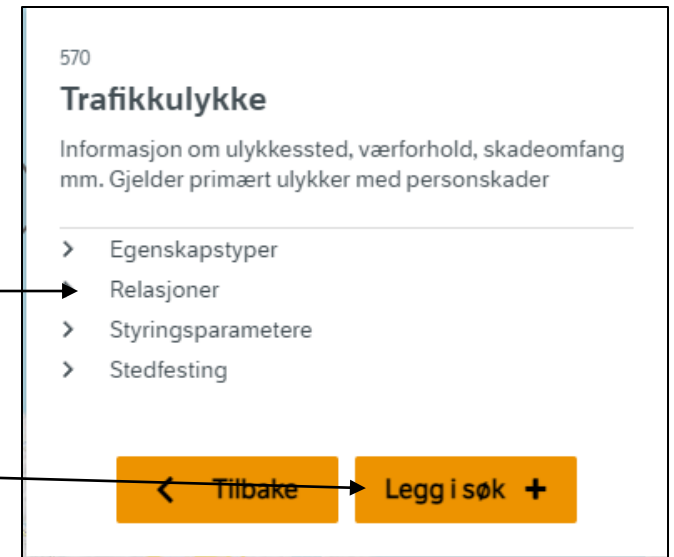 570
Trafikkulykke
Informasjon om ulykkessted, værforhold, skadeomfang
mm. Gjelder primært ulykker med personskader
Egenskapstyper
Relasjoner
Styringsparametere
Stedfesting
Tilbake Legg i søk +